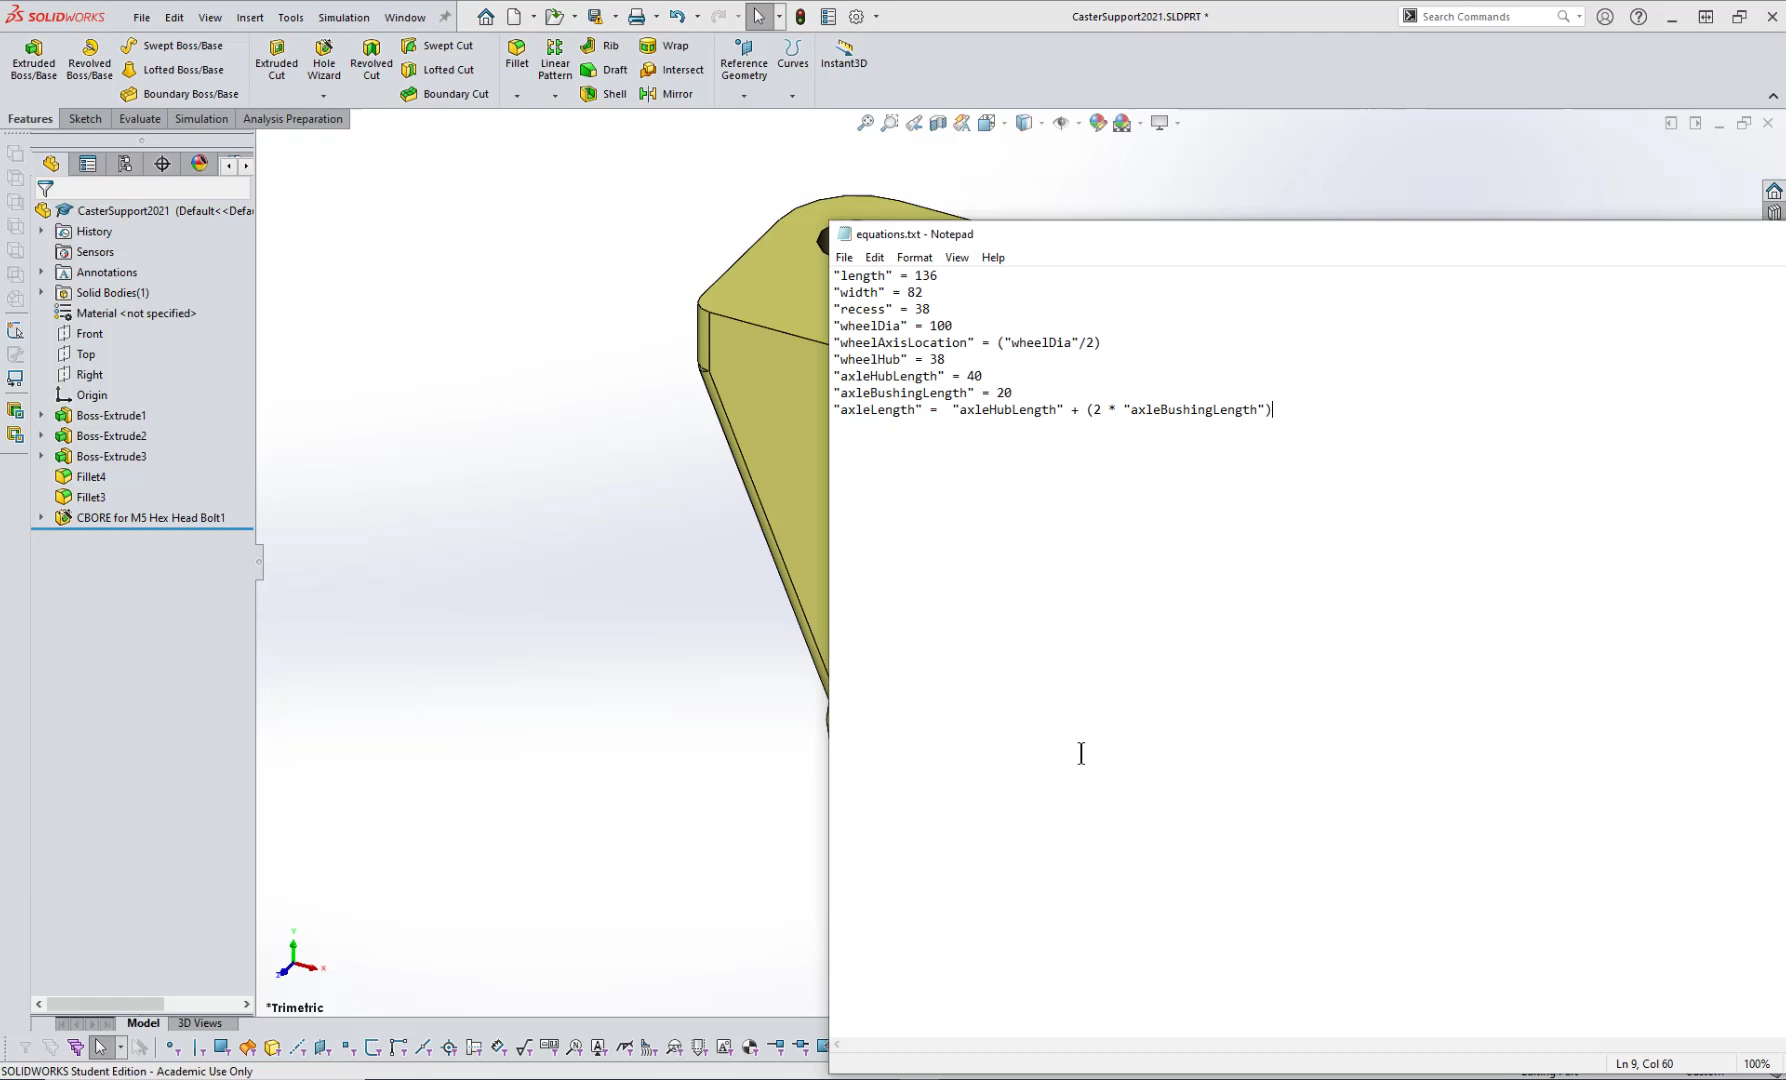 SOLIDWORKS File Edit View Insert Tools Simulation Window CasterSupport2021.SLDPRT * Search Commands
Extruded Boss/Base
Revolved Boss/Base
Swept Boss/Base
Lofted Boss/Base
Boundary Boss/Base
Extruded Cut
Hole Wizard
Revolved Cut
Swept Cut
Lofted Cut
Boundary Cut
Fillet
Linear Pattern
Rib
Draft
Shell
Wrap
Intersect
Mirror
Reference Geometry
Curves
Instant3D
Features Sketch Evaluate Simulation Analysis Preparation
CasterSupport2021 (Default<<Defau
History
Sensors
Annotations
Solid Bodies(1)
Material <not specified>
Front
Top
Right
Origin
Boss-Extrude1
Boss-Extrude2
Boss-Extrude3
Fillet4
Fillet3
CBORE for M5 Hex Head Bolt1
equations.txt - Notepad
File Edit Format View Help
"length" = 136
"width" = 82
"recess" = 38
"wheelDia" = 100
"wheelAxisLocation" = ("wheelDia"/2)
"wheelHub" = 38
"axleHubLength" = 40
"axleBushingLength" = 20
"axleLength" =  "axleHubLength" + (2 * "axleBushingLength")
Y
X
Z
*Trimetric
Model 3D Views
Ln 9, Col 60 100%
SOLIDWORKS Student Edition - Academic Use Only